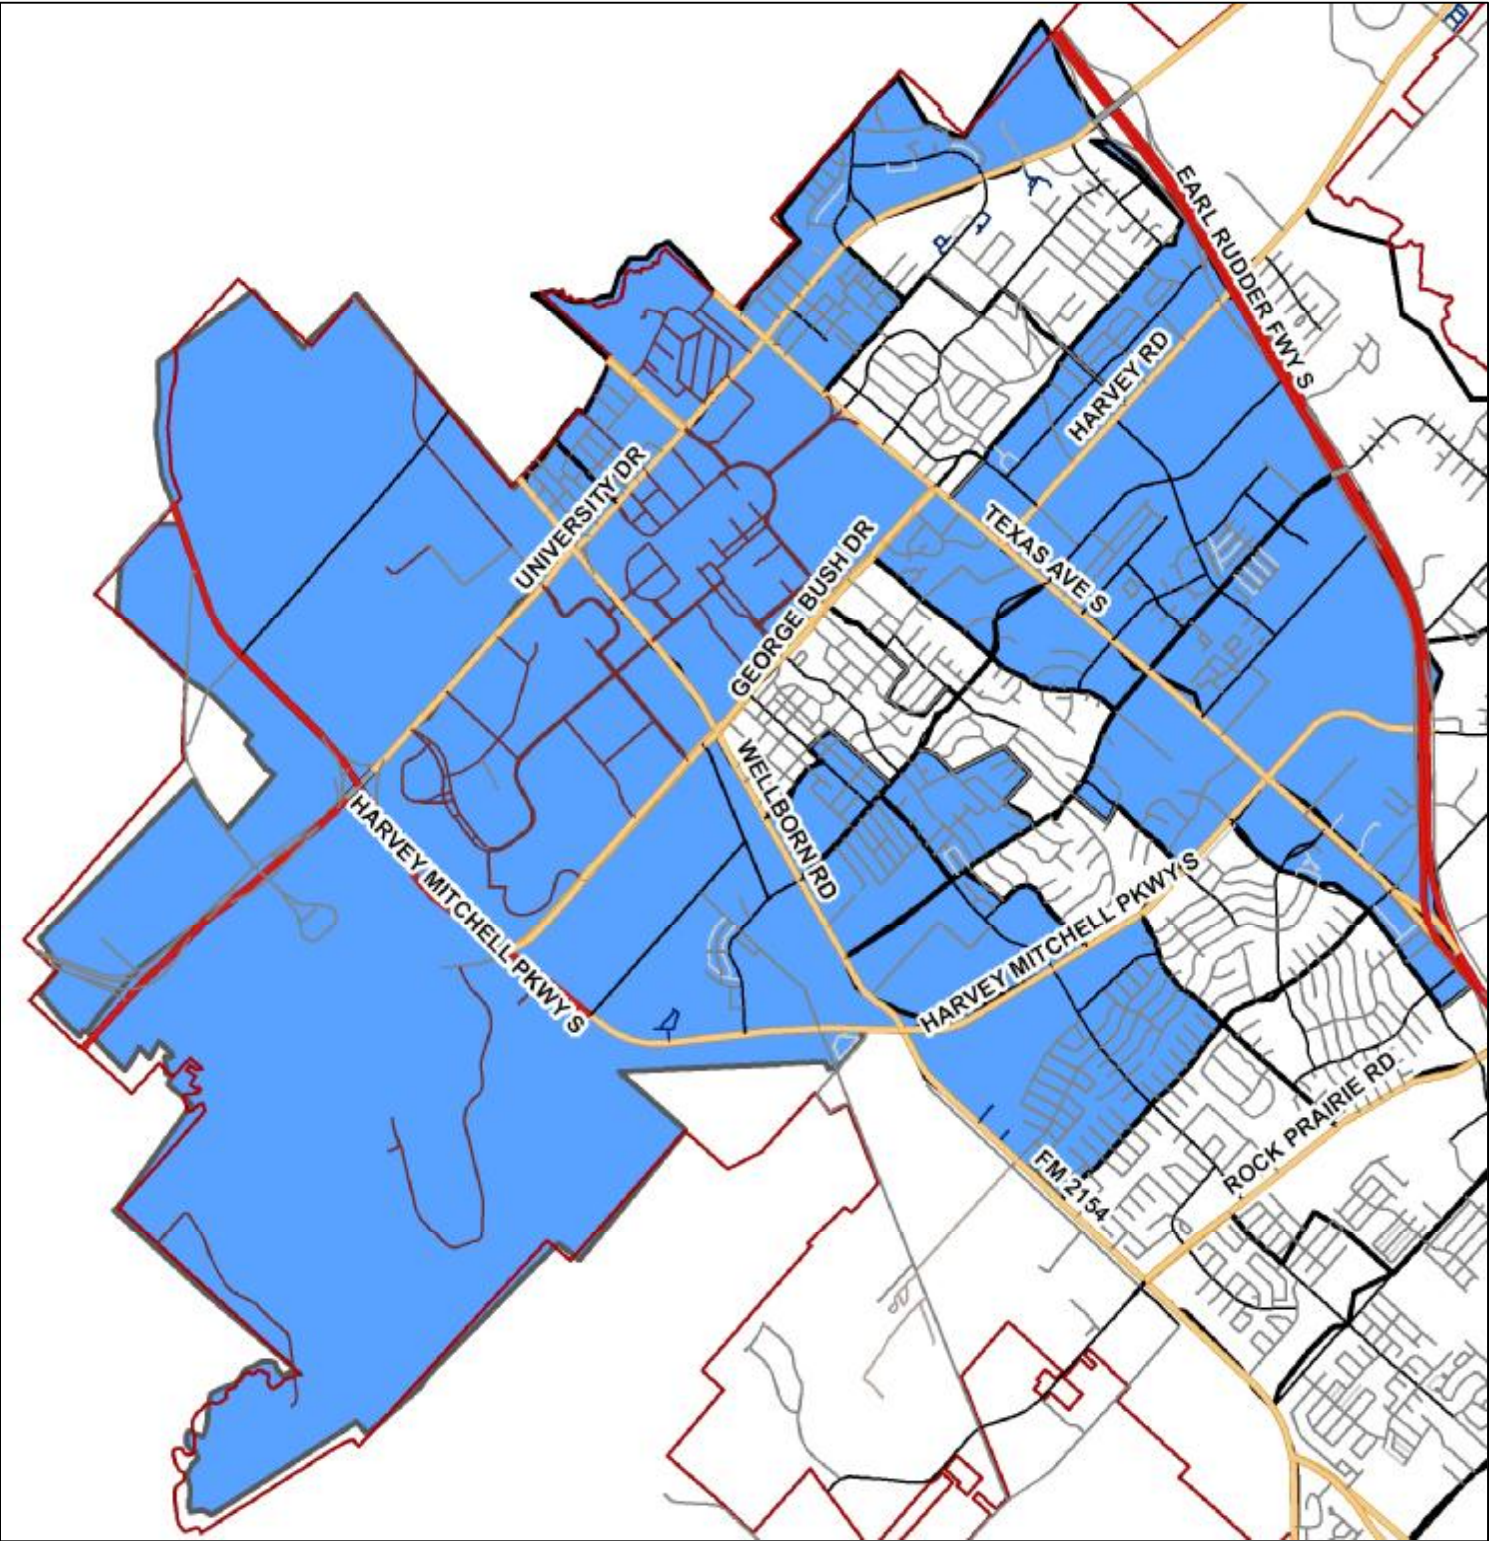 EARL RUDDER FWY S
HARVEY RD
UNIVERSITY DR
TEXAS AVE S
GEORGE BUSH DR
WELLBORN RD
HARVEY MITCHELL PKWY S
HARVEY MITCHELL PKWY S
ROCK PRAIRIE RD
FM 2154